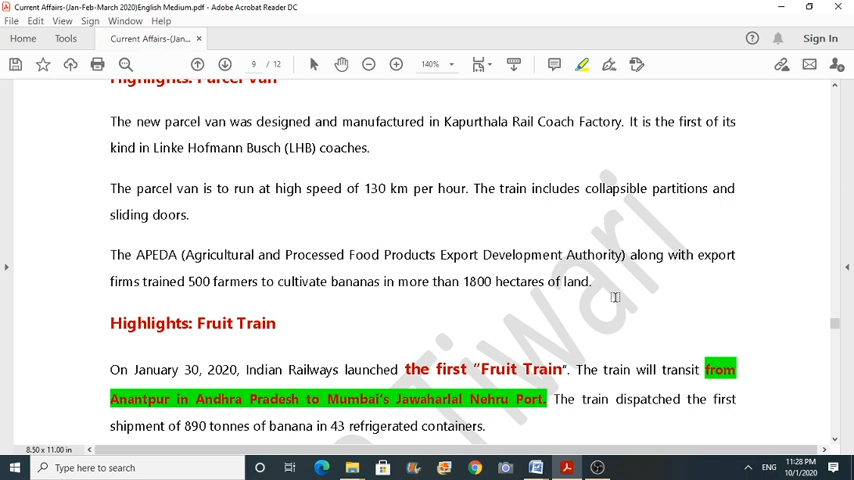 Current Affairs-(Jan-Feb-March 2020)English Medium.pdf - Adobe Acrobat Reader DC
File Edit View Sign Window Help
Home Tools Current Affairs-(Jan... × Sign In
9 / 12 140%
Highlights: Parcel Van
The new parcel van was designed and manufactured in Kapurthala Rail Coach Factory. It is the first of its
kind in Linke Hofmann Busch (LHB) coaches.
The parcel van is to run at high speed of 130 km per hour. The train includes collapsible partitions and
sliding doors.
The APEDA (Agricultural and Processed Food Products Export Development Authority) along with export
firms trained 500 farmers to cultivate bananas in more than 1800 hectares of land.
Highlights: Fruit Train
On January 30, 2020, Indian Railways launched the first "Fruit Train". The train will transit from
Anantpur in Andhra Pradesh to Mumbai's Jawaharlal Nehru Port. The train dispatched the first
shipment of 890 tonnes of banana in 43 refrigerated containers.
Tiwari
8.50 x 11.00 in
Type here to search
ENG
11:28 PM
10/1/2020